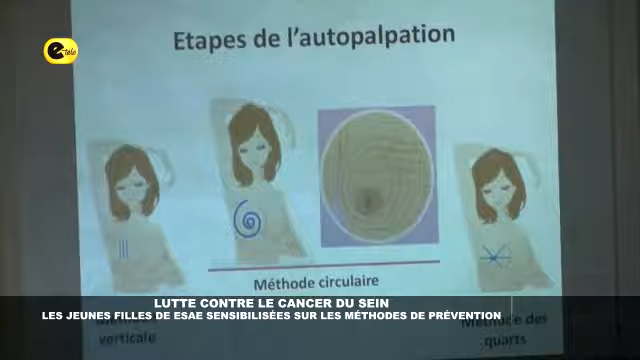 Etapes de l'autopalpation
e-télé
Méthode circulaire
LUTTE CONTRE LE CANCER DU SEIN
LES JEUNES FILLES DE ESAE SENSIBILISÉES SUR LES MÉTHODES DE PRÉVENTION
Méthode des
verticale
quarts